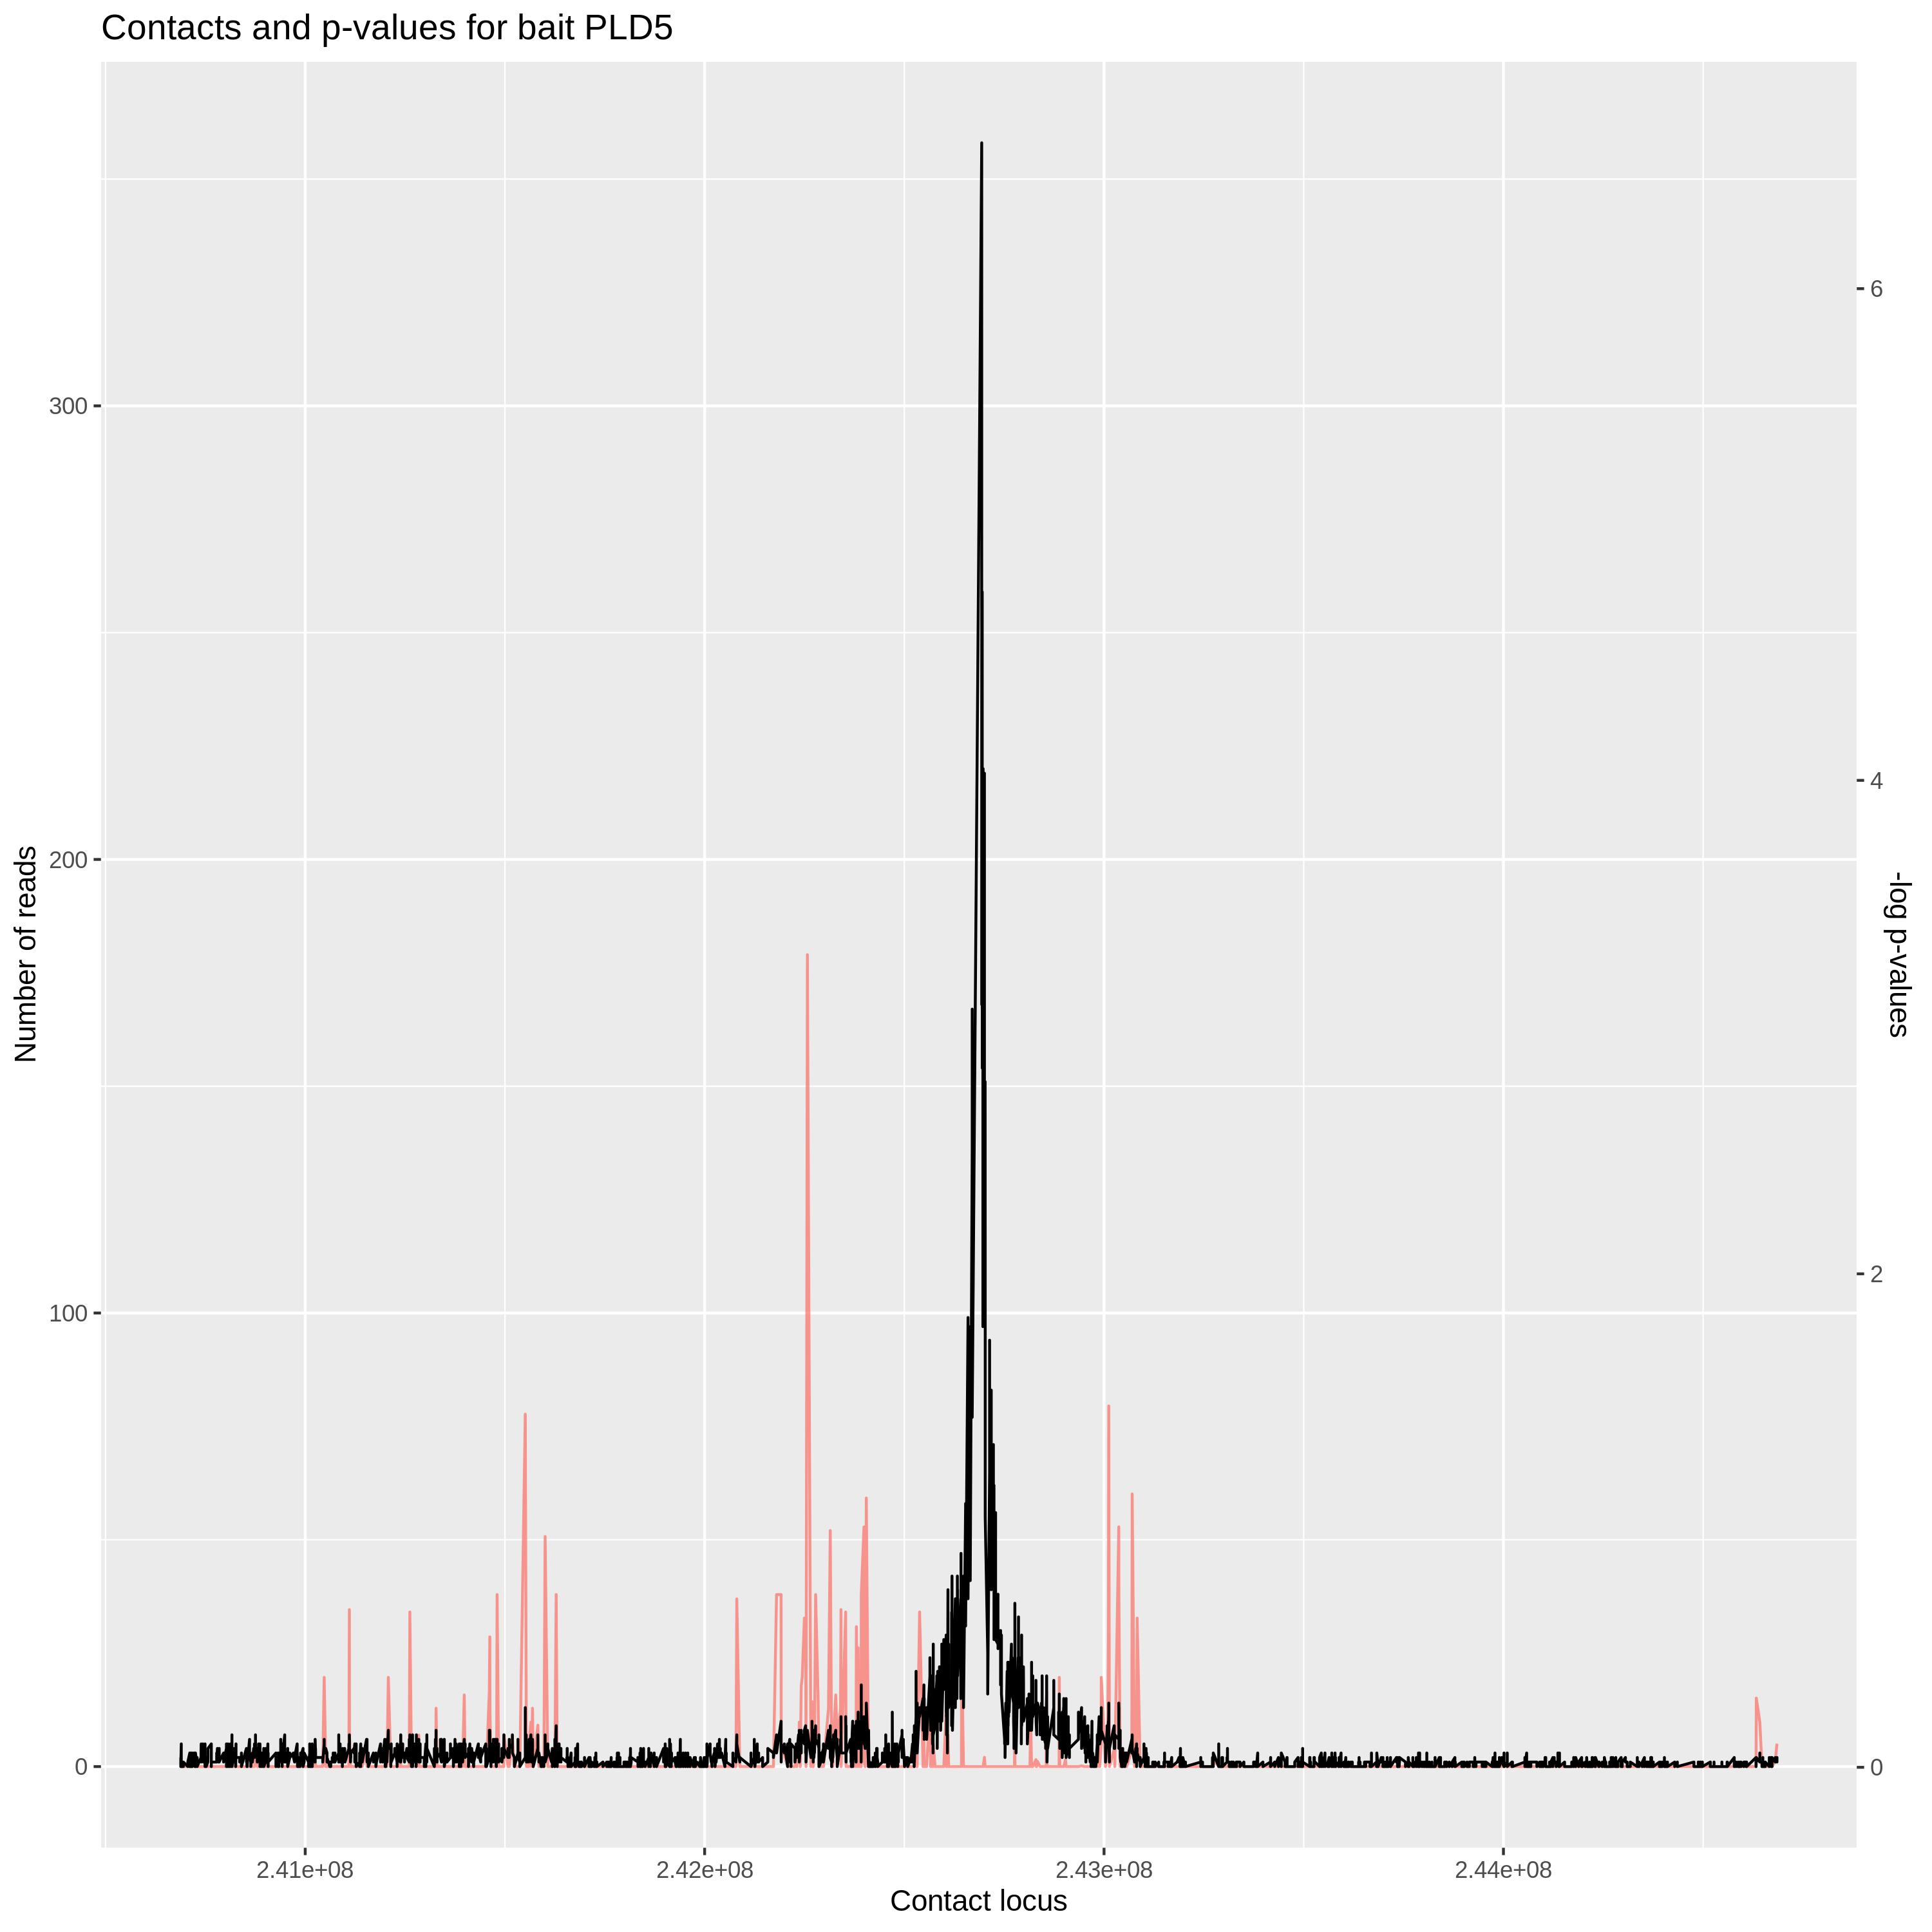 Contacts and p-values for bait PLD5
Number of reads
300
200
100
0
6
4
2
0
-log p-values
2.41e+08 2.42e+08 2.43e+08 2.44e+08
Contact locus